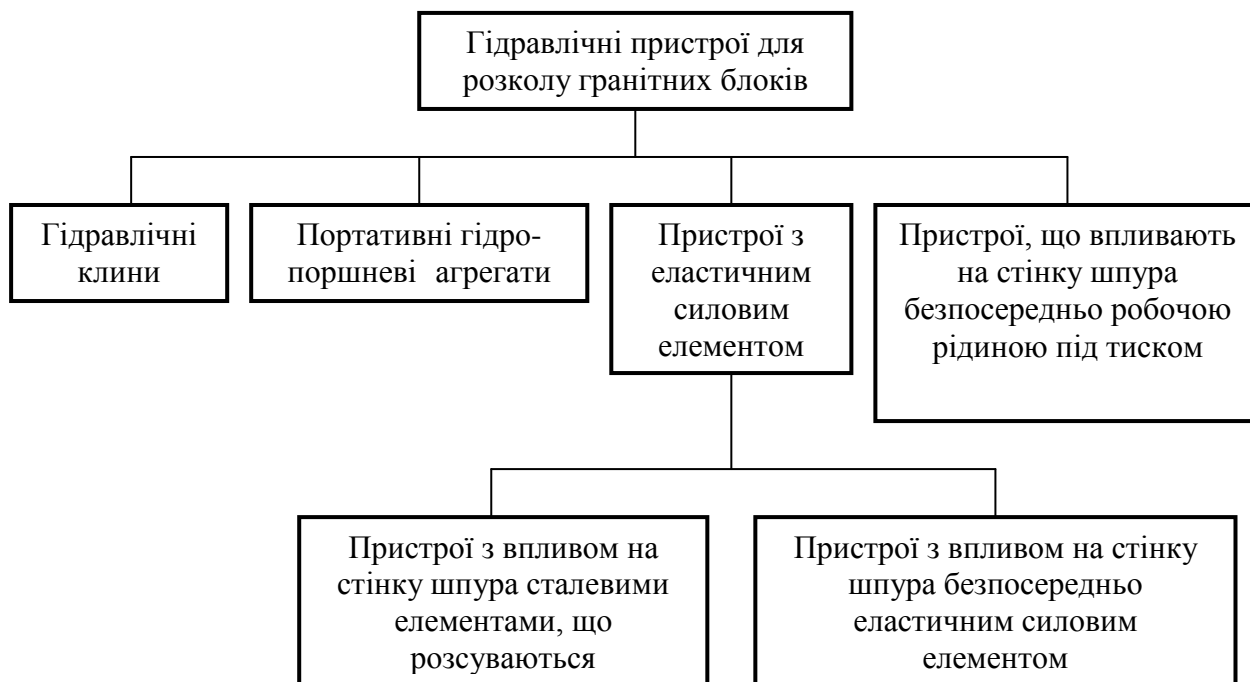 Гідравлічні пристрої для
розколу гранітних блоків
Гідравлічні
клини
Портативні гідро-
поршневі агрегати
Пристрої з
еластичним
силовим
елементом
Пристрої, що впливають
на стінку шпура
безпосередньо робочою
рідиною під тиском
Пристрої з впливом на
стінку шпура сталевими
елементами, що
розсуваються
Пристрої з впливом на стінку
шпура безпосередньо
еластичним силовим
елементом